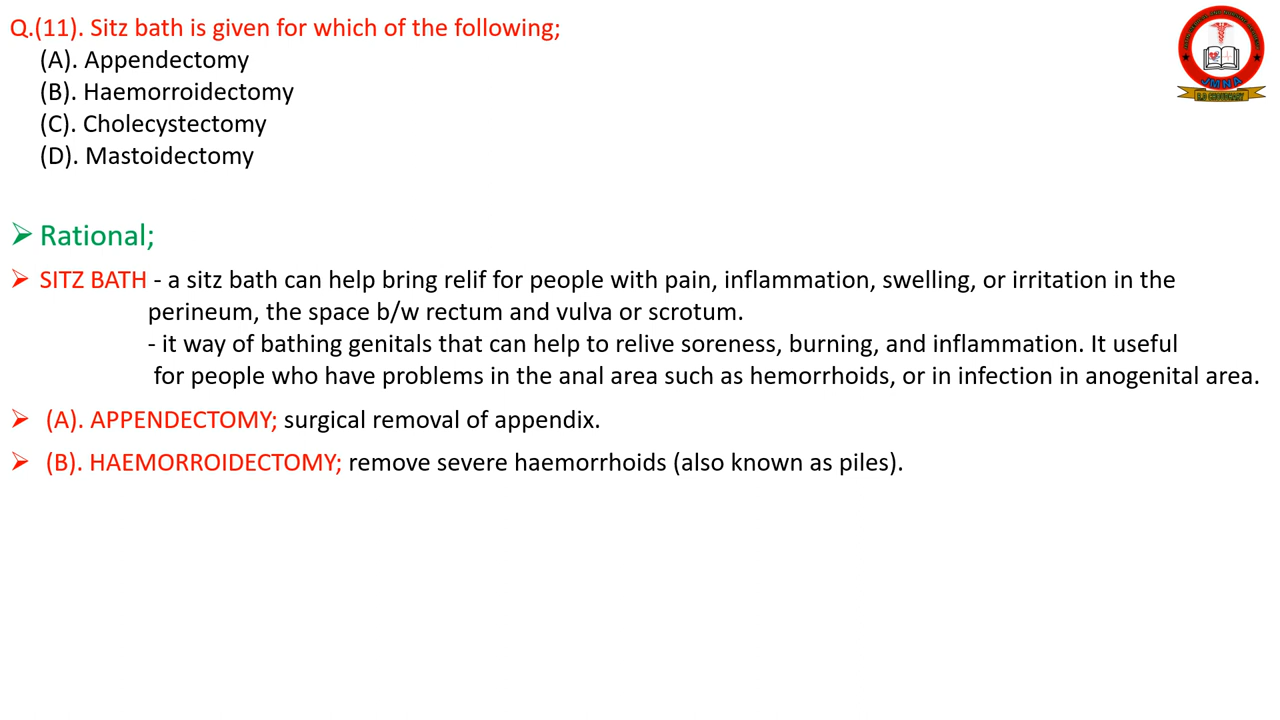 Q.(11). Sitz bath is given for which of the following;
(A). Appendectomy
(B). Haemorroidectomy
(C). Cholecystectomy
(D). Mastoidectomy
JMNA
➢ Rational;
➢ SITZ BATH - a sitz bath can help bring relif for people with pain, inflammation, swelling, or irritation in the
perineum, the space b/w rectum and vulva or scrotum.
- it way of bathing genitals that can help to relive soreness, burning, and inflammation. It useful
for people who have problems in the anal area such as hemorrhoids, or in infection in anogenital area.
➢ (A). APPENDECTOMY; surgical removal of appendix.
➢ (B). HAEMORROIDECTOMY; remove severe haemorrhoids (also known as piles).